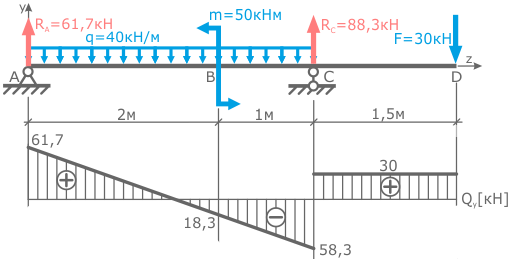 y
R_A=61,7кН
m=50кНм
R_C=88,3кН
q=40кН/м
F=30кН
z
A
B
C
D
2м
1м
1,5м
61,7
30
+
+
−
18,3
58,3
Q_y[кН]